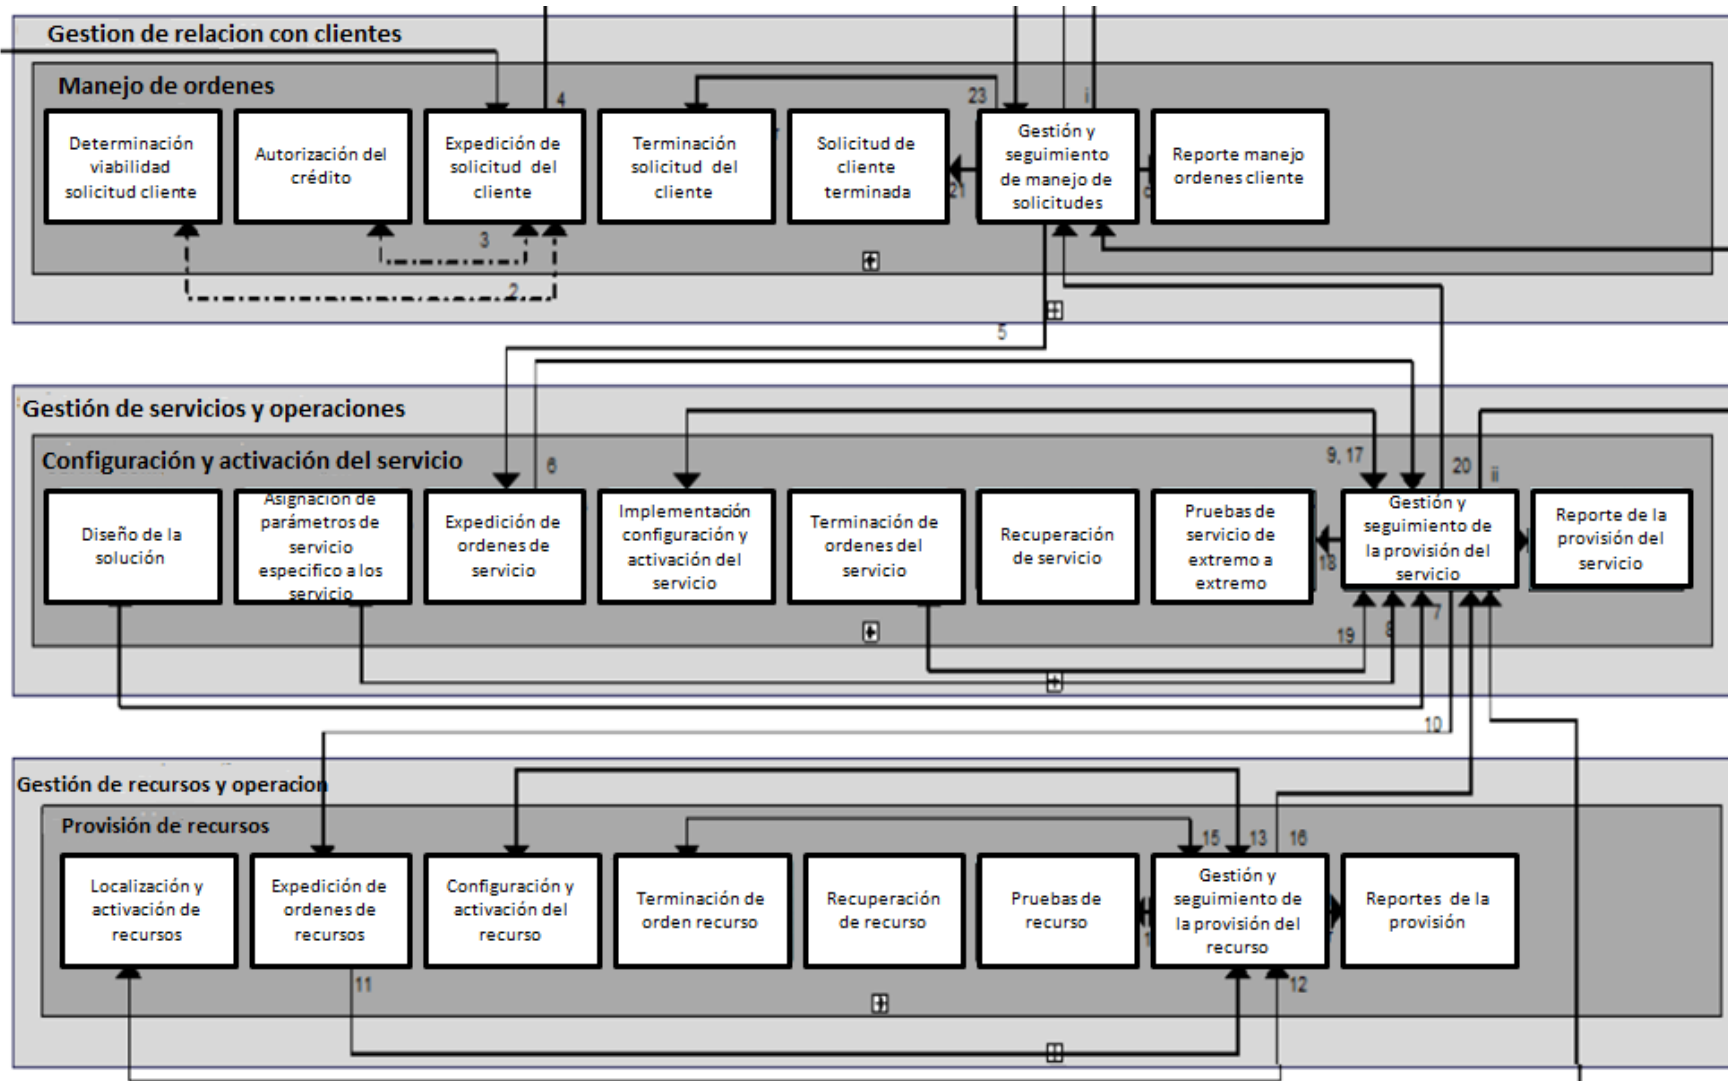 Gestion de relacion con clientes
Manejo de ordenes
4
23
i
Determinación
viabilidad
solicitud cliente
Autorización del
crédito
Expedición de
solicitud del
cliente
Terminación
solicitud del
cliente
Solicitud de
cliente
terminada
21
Gestión y
seguimiento
de manejo de
solicitudes
Reporte manejo
ordenes cliente
3
2
5
Gestión de servicios y operaciones
Configuración y activación del servicio
6
9, 17
20
ii
Diseño de la
solución
Asignación de
parámetros de
servicio
especifico a los
servicio
Expedición de
ordenes de
servicio
Implementación
configuración y
activación del
servicio
Terminación de
ordenes del
servicio
Recuperación
de servicio
Pruebas de
servicio de
extremo a
extremo
18
Gestión y
seguimiento de
la provisión del
servicio
Reporte de la
provisión del
servicio
19
8
7
10
Gestión de recursos y operacion
Provisión de recursos
15
13
16
Localización y
activación de
recursos
Expedición de
ordenes de
recursos
Configuración y
activación del
recurso
Terminación de
orden recurso
Recuperación
de recurso
Pruebas de
recurso
Gestión y
seguimiento de
la provisión del
recurso
Reportes de la
provisión
11
12